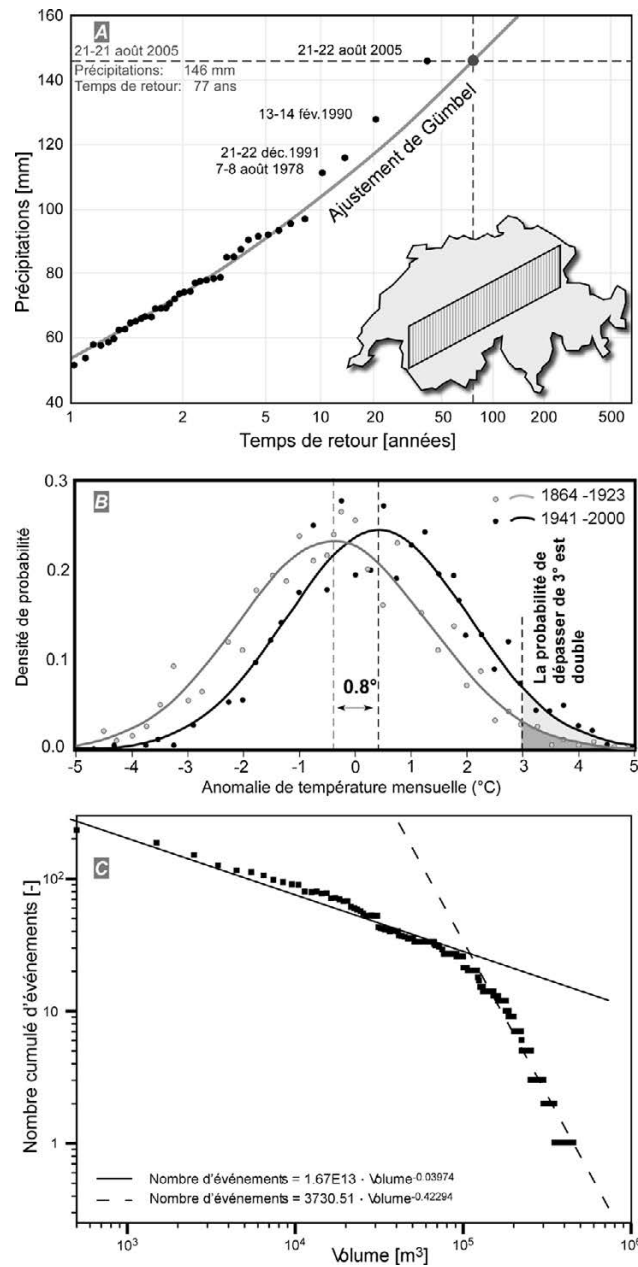 A
160
140
120
100
80
60
40
Précipitations [mm]
21-21 août 2005
Précipitations: 146 mm
Temps de retour: 77 ans
21-22 août 2005
13-14 fév.1990
21-22 déc.1991
7-8 août 1978
Ajustement de Gümbel
1 2 5 10 20 50 100 200 500
Temps de retour [années]
B
0.3
0.2
0.1
0.0
Densité de probabilité
1864 -1923
1941 -2000
La probabilité de
dépasser de 3° est
double
0.8°
-5 -4 -3 -2 -1 0 1 2 3 4 5
Anomalie de température mensuelle (°C)
C
10²
10
1
Nombre cumulé d'événements [-]
Nombre d'événements = 1.67E13 · Volume-0.03974
Nombre d'événements = 3730.51 · Volume-0.42294
10³ 10⁴ 10⁵ 10⁶
Volume [m³]